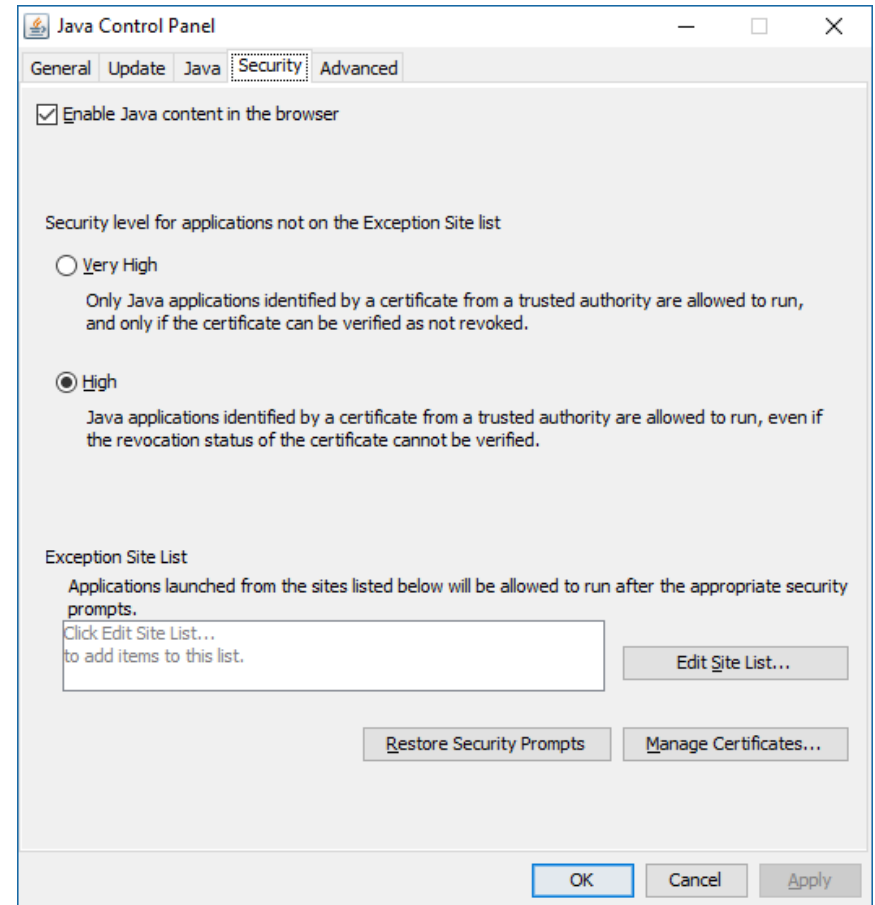 Java Control Panel
General Update Java Security Advanced
Enable Java content in the browser
Security level for applications not on the Exception Site list
Very High
Only Java applications identified by a certificate from a trusted authority are allowed to run,
and only if the certificate can be verified as not revoked.
High
Java applications identified by a certificate from a trusted authority are allowed to run, even if
the revocation status of the certificate cannot be verified.
Exception Site List
Applications launched from the sites listed below will be allowed to run after the appropriate security
prompts.
Click Edit Site List...
to add items to this list.
Edit Site List...
Restore Security Prompts Manage Certificates...
OK Cancel Apply